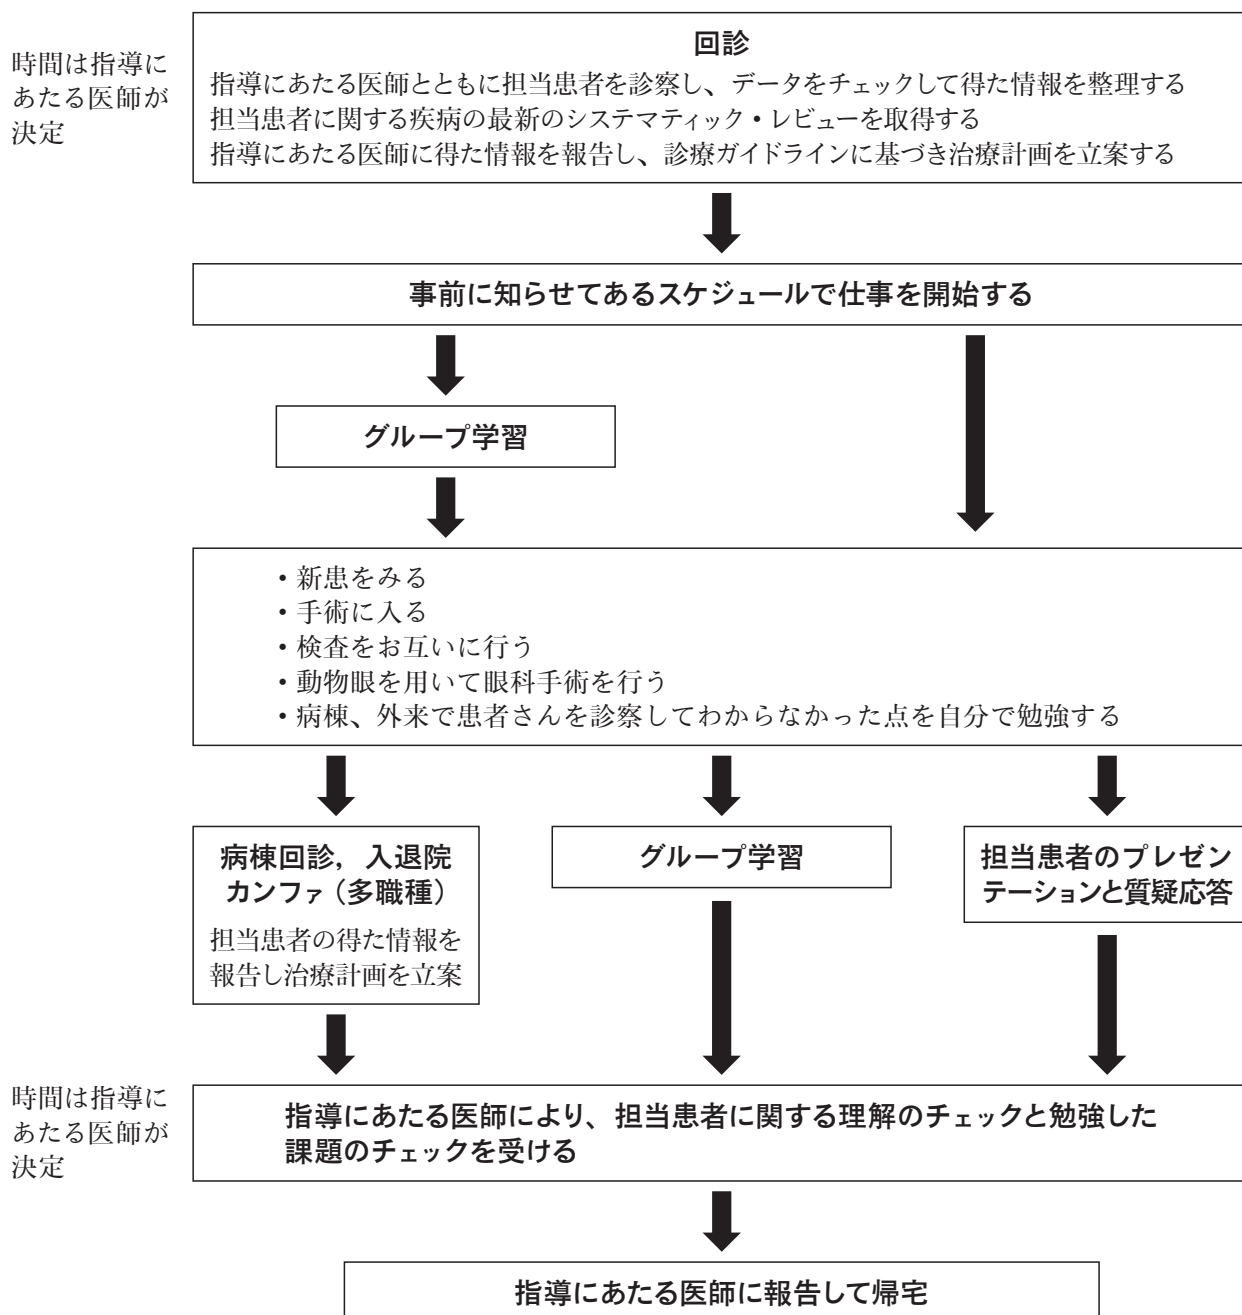 時間は指導に
あたる医師が
決定
回診
指導にあたる医師とともに担当患者を診察し、データをチェックして得た情報を整理する
担当患者に関する疾病の最新のシステマティック・レビューを取得する
指導にあたる医師に得た情報を報告し、診療ガイドラインに基づき治療計画を立案する
事前に知らせてあるスケジュールで仕事を開始する
グループ学習
・新患をみる
・手術に入る
・検査をお互いに行う
・動物眼を用いて眼科手術を行う
・病棟、外来で患者さんを診察してわからなかった点を自分で勉強する
病棟回診，入退院
カンファ（多職種）
担当患者の得た情報を
報告し治療計画を立案
グループ学習
担当患者のプレゼン
テーションと質疑応答
時間は指導に
あたる医師が
決定
指導にあたる医師により、担当患者に関する理解のチェックと勉強した
課題のチェックを受ける
指導にあたる医師に報告して帰宅